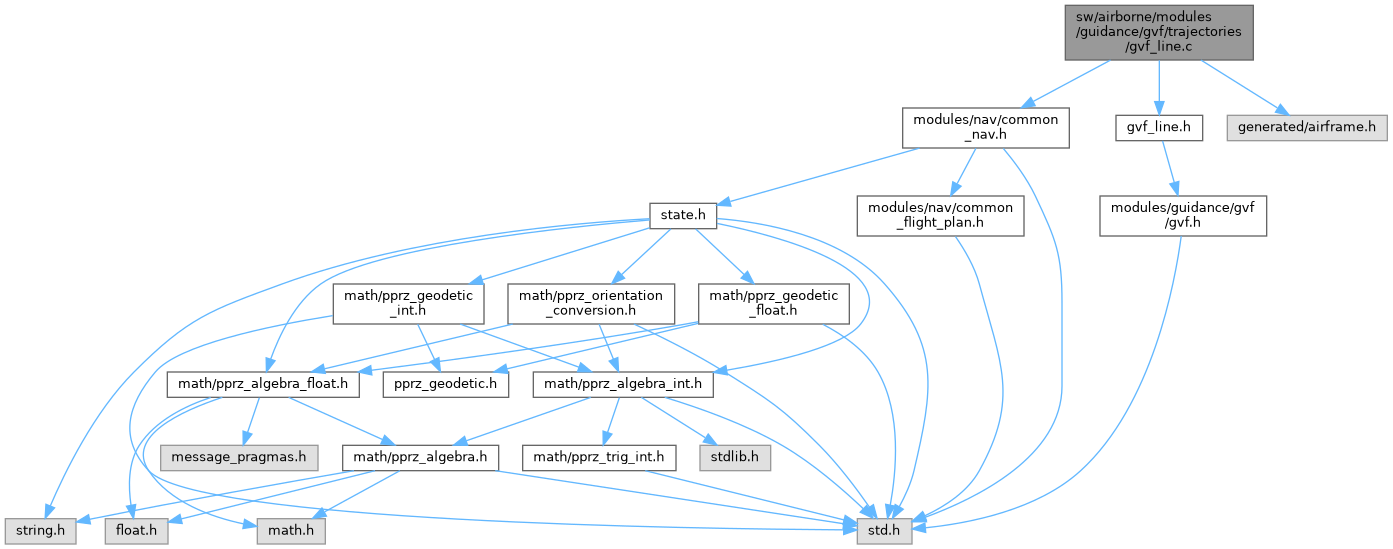 sw/airborne/modules
/guidance/gvf/trajectories
/gvf_line.c
modules/nav/common
_nav.h
gvf_line.h
generated/airframe.h
state.h
modules/nav/common
_flight_plan.h
modules/guidance/gvf
/gvf.h
math/pprz_geodetic
_int.h
math/pprz_orientation
_conversion.h
math/pprz_geodetic
_float.h
math/pprz_algebra_float.h
pprz_geodetic.h
math/pprz_algebra_int.h
message_pragmas.h
math/pprz_algebra.h
math/pprz_trig_int.h
stdlib.h
string.h
float.h
math.h
std.h